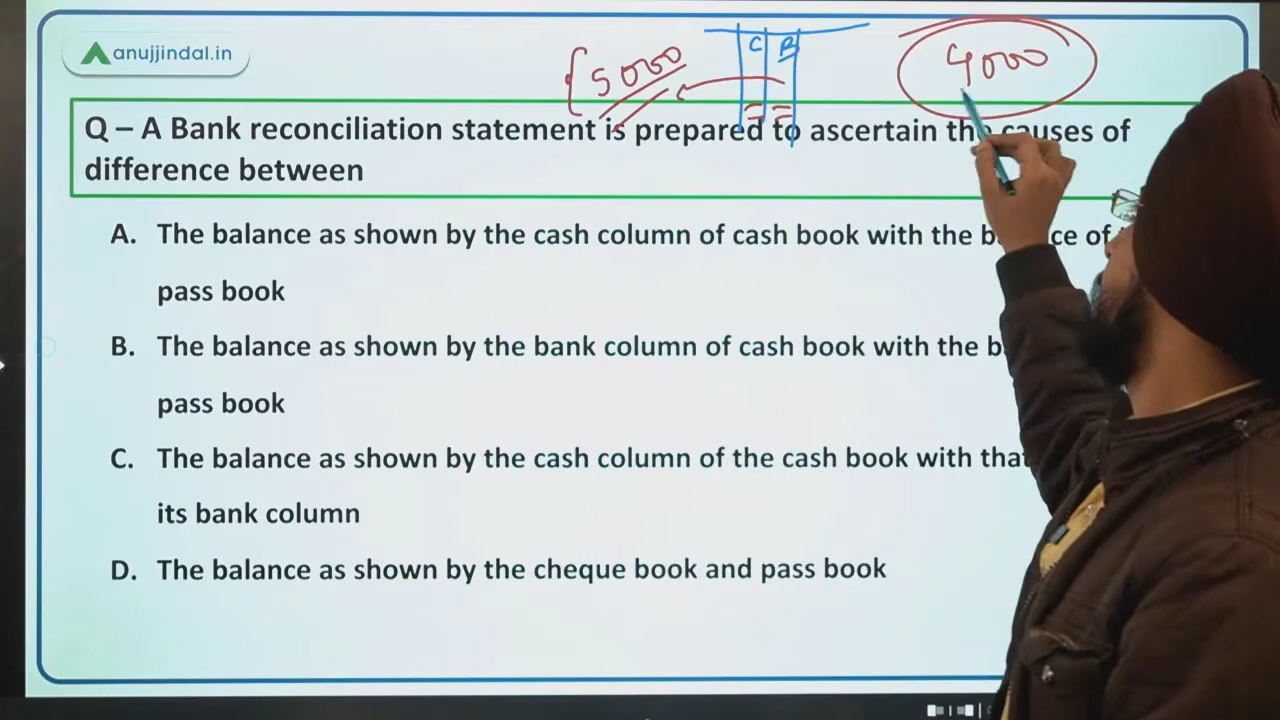 anujjindal.in
{5000
C B
4000
Q – A Bank reconciliation statement is prepared to ascertain the causes of
difference between
A. The balance as shown by the cash column of cash book with the of
pass book
B. The balance as shown by the bank column of cash book with the
pass book
C. The balance as shown by the cash column of the cash book with that
its bank column
D. The balance as shown by the cheque book and pass book